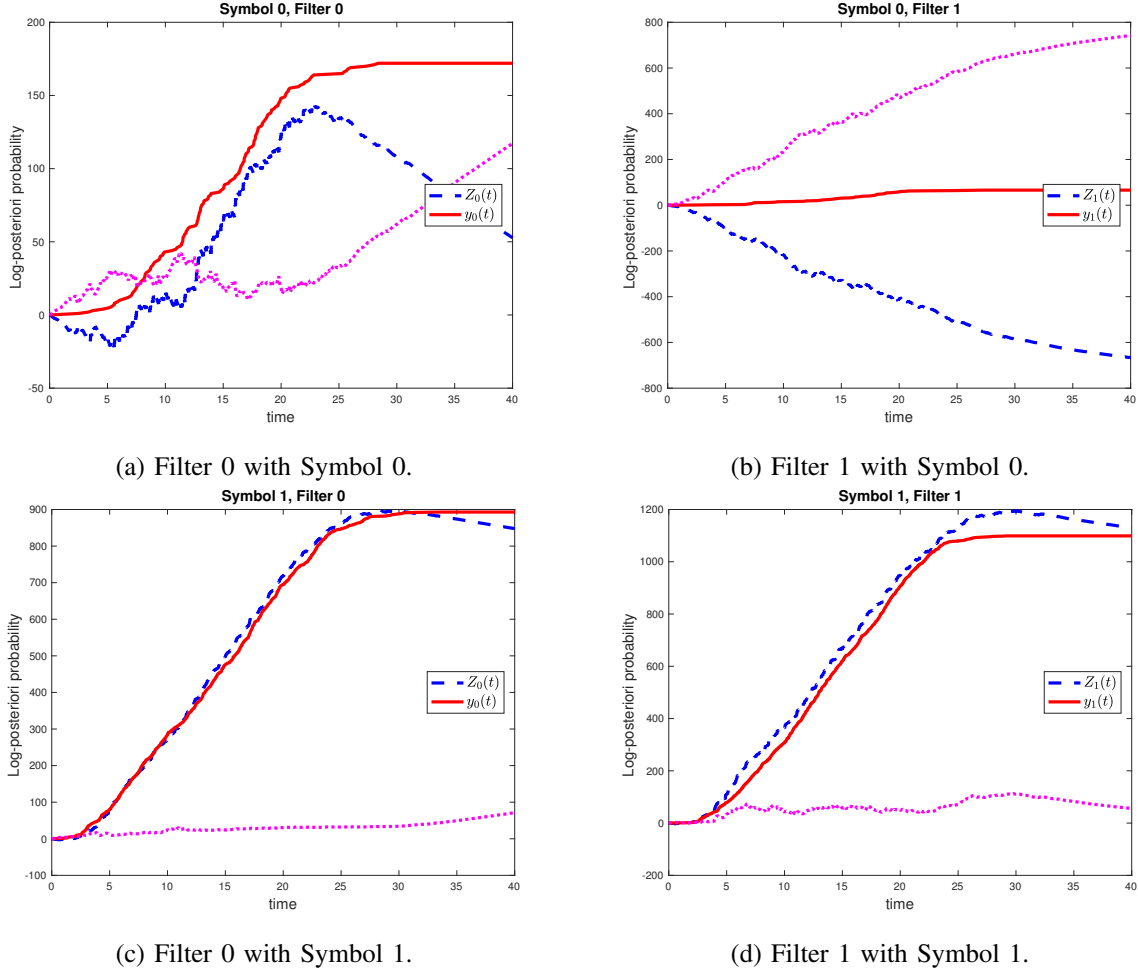 Symbol 0, Filter 0
200
150
100
50
0
-50
Log-posteriori probability
0 5 10 15 20 25 30 35 40
time
Z_0(t)
y_0(t)
(a) Filter 0 with Symbol 0.
Symbol 0, Filter 1
800
600
400
200
0
-200
-400
-600
-800
Log-posteriori probability
0 5 10 15 20 25 30 35 40
time
Z_1(t)
y_1(t)
(b) Filter 1 with Symbol 0.
Symbol 1, Filter 0
900
800
700
600
500
400
300
200
100
0
-100
Log-posteriori probability
0 5 10 15 20 25 30 35 40
time
Z_0(t)
y_0(t)
(c) Filter 0 with Symbol 1.
Symbol 1, Filter 1
1200
1000
800
600
400
200
0
-200
Log-posteriori probability
0 5 10 15 20 25 30 35 40
time
Z_1(t)
y_1(t)
(d) Filter 1 with Symbol 1.